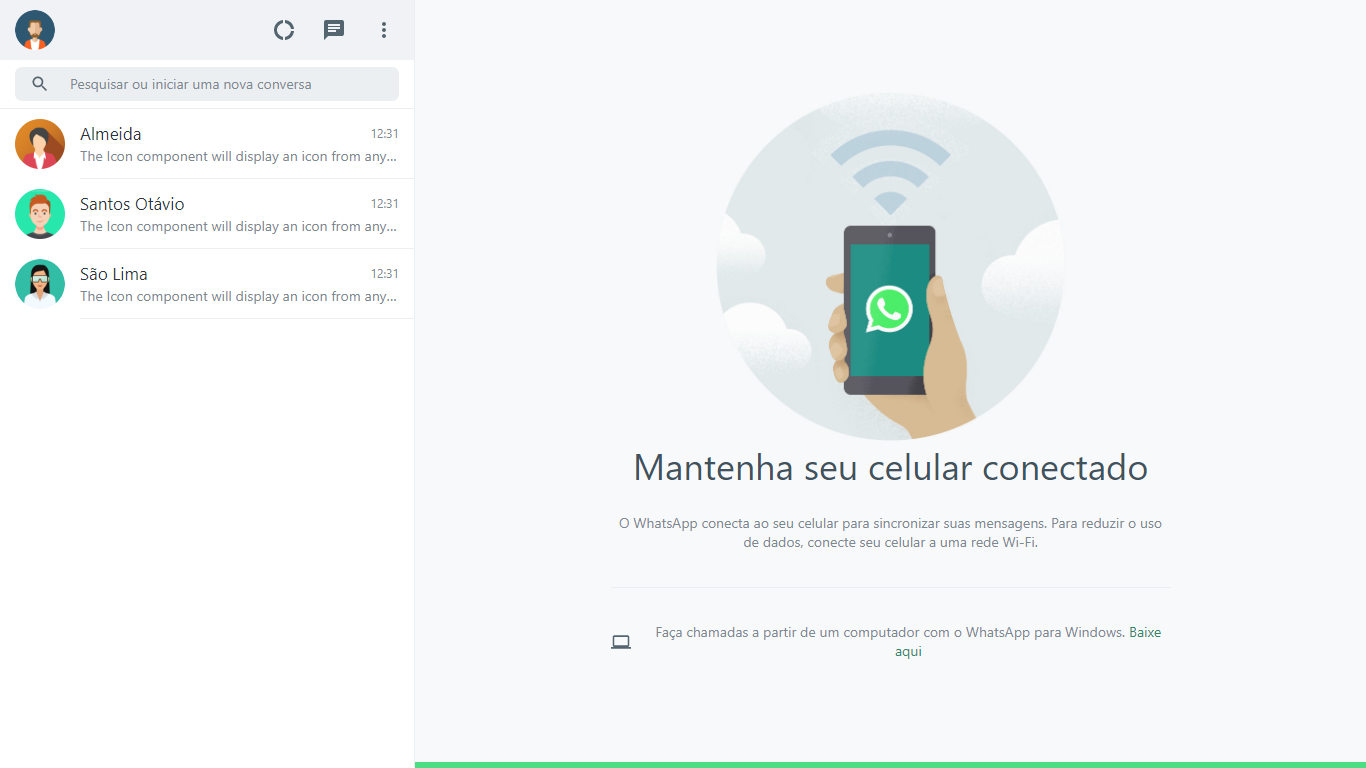 Pesquisar ou iniciar uma nova conversa
Almeida 12:31
The Icon component will display an icon from any...
Santos Otávio 12:31
The Icon component will display an icon from any...
São Lima 12:31
The Icon component will display an icon from any...
Mantenha seu celular conectado
O WhatsApp conecta ao seu celular para sincronizar suas mensagens. Para reduzir o uso
de dados, conecte seu celular a uma rede Wi-Fi.
Faça chamadas a partir de um computador com o WhatsApp para Windows. Baixe
aqui